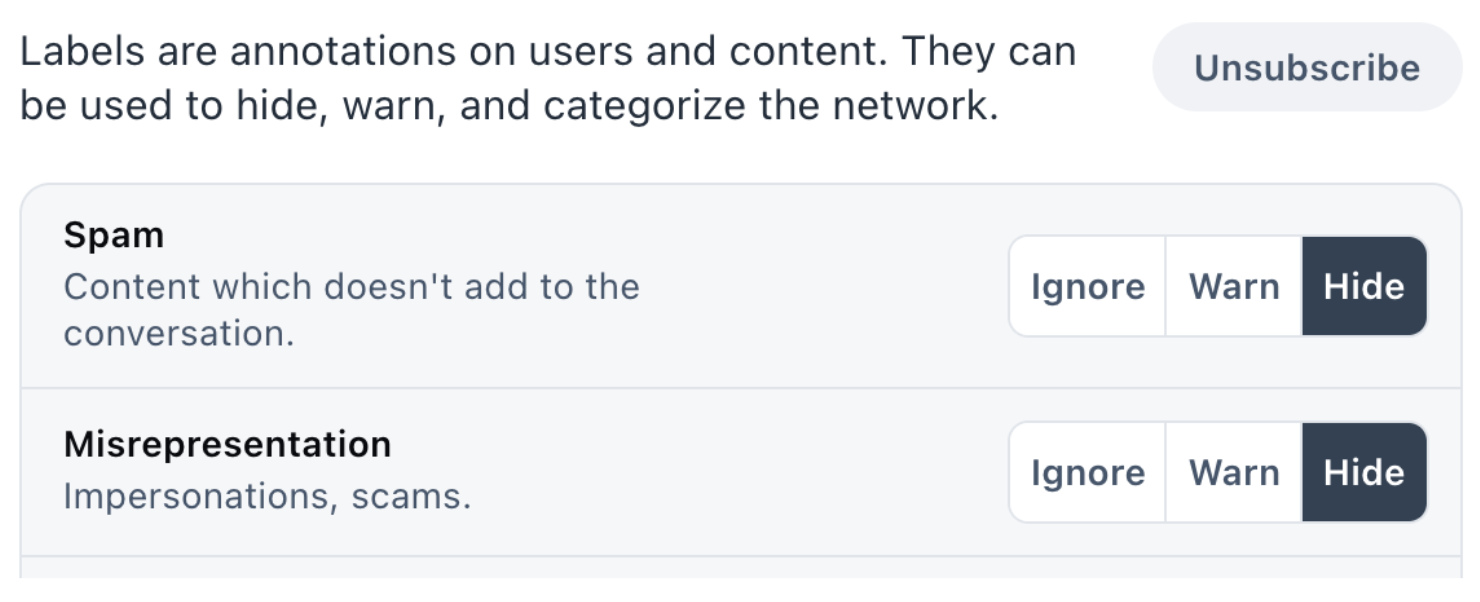 Labels are annotations on users and content. They can
be used to hide, warn, and categorize the network.
Unsubscribe
Spam
Content which doesn't add to the
conversation.
Ignore Warn Hide
Misrepresentation
Impersonations, scams.
Ignore Warn Hide